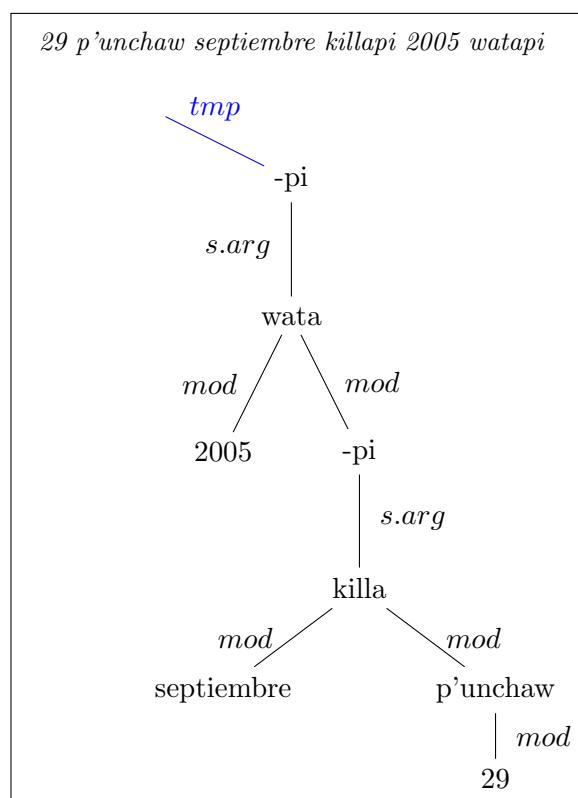 29 p'unchaw septiembre killapi 2005 watapi
tmp
-pi
s.arg
wata
mod mod
2005 -pi
s.arg
killa
mod mod
septiembre p'unchaw
mod
29